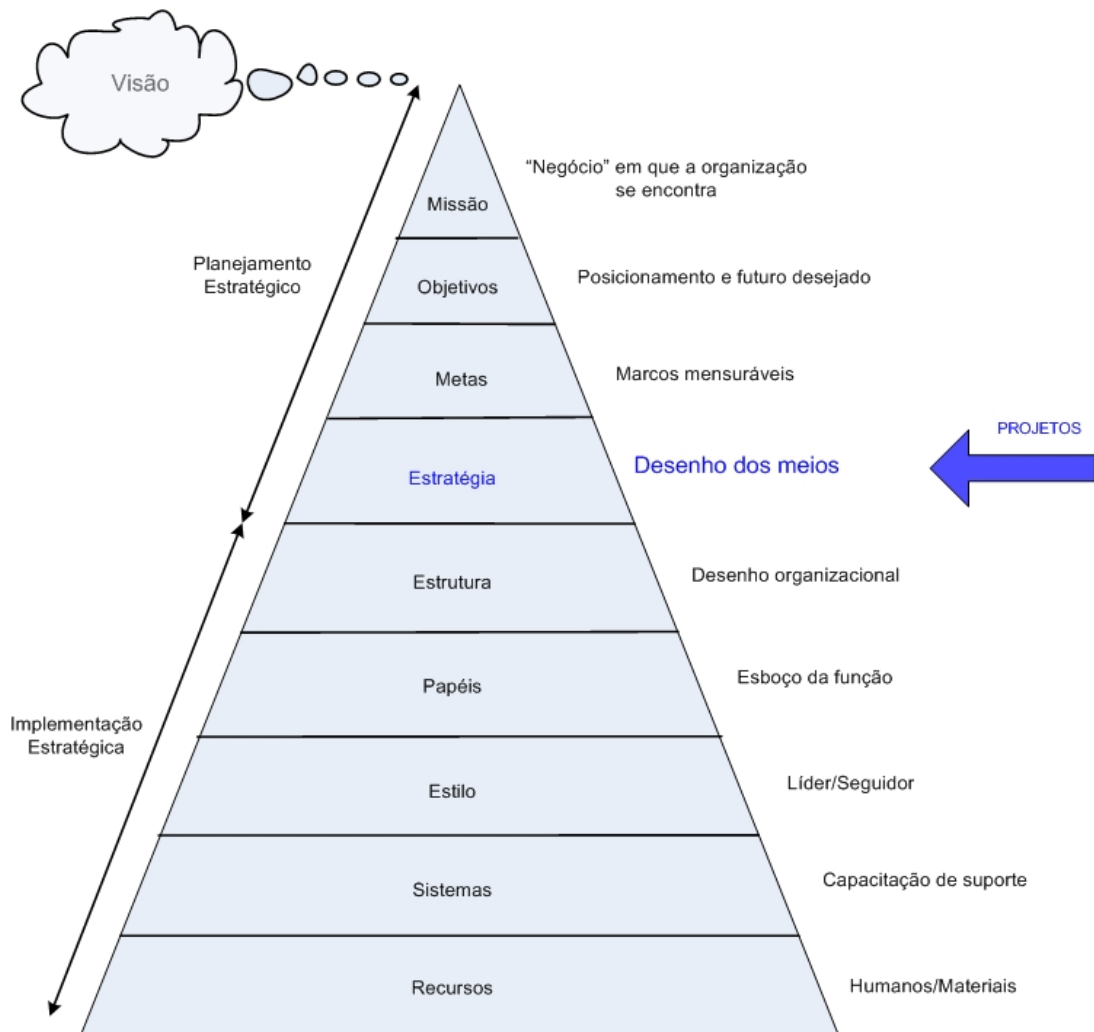 Visão
“Negócio” em que a organização
se encontra
Missão
Planejamento
Estratégico
Objetivos
Posicionamento e futuro desejado
Metas
Marcos mensuráveis
PROJETOS
Estratégia
Desenho dos meios
Estrutura
Desenho organizacional
Papéis
Esboço da função
Implementação
Estratégica
Estilo
Líder/Seguidor
Sistemas
Capacitação de suporte
Recursos
Humanos/Materiais